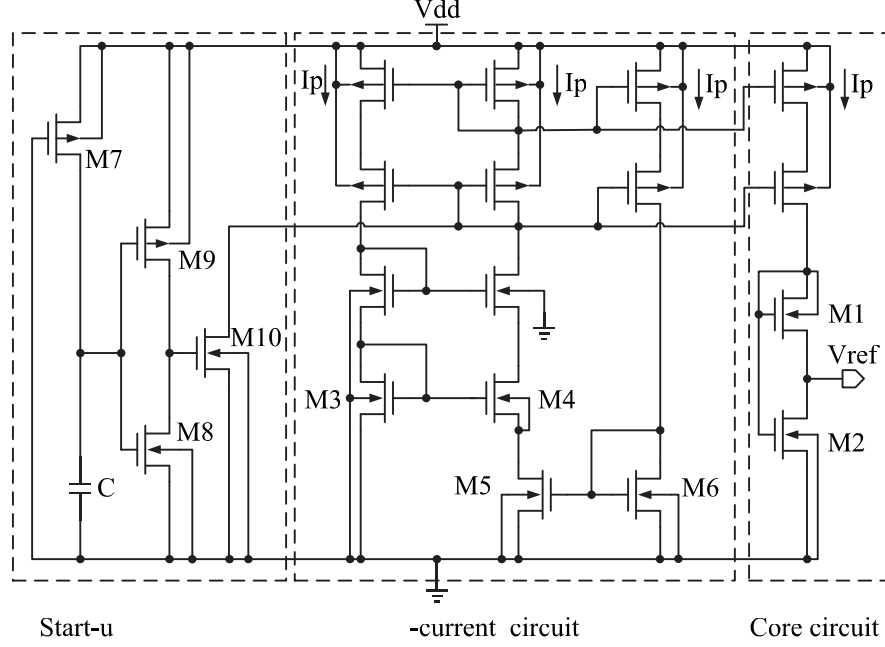 Vdd
Ip
Ip
Ip
Ip
M7
M9
M10
M8
C
M3
M4
M5
M6
M1
Vref
M2
Start-u
-current circuit
Core circuit